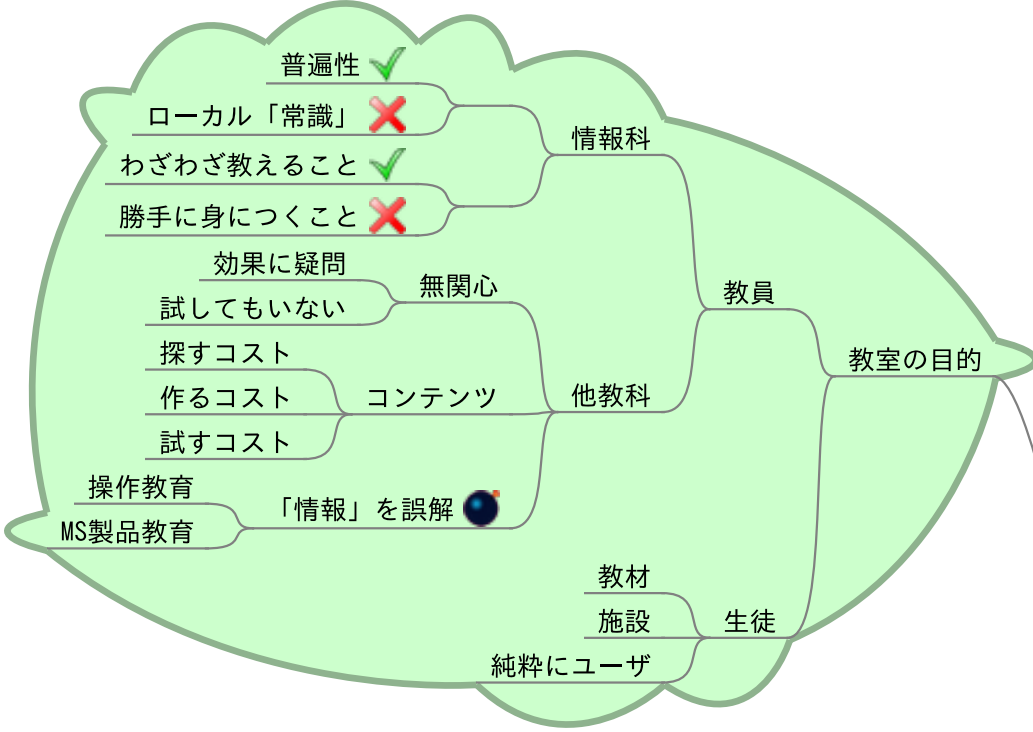 普遍性
ローカル「常識」
情報科
わざわざ教えること
勝手に身につくこと
効果に疑問
無関心
教員
試してもいない
探すコスト
教室の目的
作るコスト
コンテンツ
他教科
試すコスト
操作教育
「情報」を誤解
MS製品教育
教材
施設
生徒
純粋にユーザ